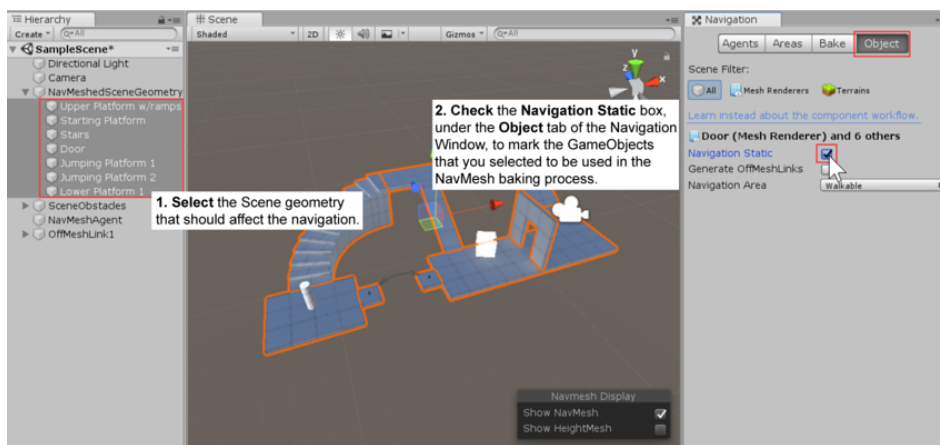 Hierarchy
Create
All
SampleScene*
Directional Light
Camera
NavMeshedSceneGeometry
Upper Platform w/ramps
Starting Platform
Stairs
Door
Jumping Platform 1
Jumping Platform 2
Lower Platform 1
SceneObstacles
NavMeshAgent
OffMeshLink1
Scene
Shaded
2D
Gizmos
All
y
z
x
1. Select the Scene geometry
that should affect the navigation.
2. Check the Navigation Static box,
under the Object tab of the Navigation
Window, to mark the GameObjects
that you selected to be used in the
NavMesh baking process.
Navmesh Display
Show NavMesh
Show HeightMesh
Navigation
Agents Areas Bake Object
Scene Filter:
All Mesh Renderers Terrains
Learn instead about the component workflow.
Door (Mesh Renderer) and 6 others
Navigation Static
Generate OffMeshLinks
Navigation Area Walkable